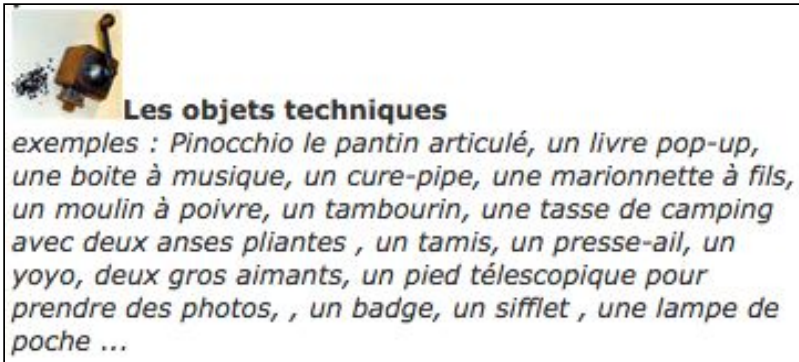 Les objets techniques
exemples : Pinocchio le pantin articulé, un livre pop-up,
une boite à musique, un cure-pipe, une marionnette à fils,
un moulin à poivre, un tambourin, une tasse de camping
avec deux anses pliantes , un tamis, un presse-ail, un
yoyo, deux gros aimants, un pied télescopique pour
prendre des photos, , un badge, un sifflet , une lampe de
poche ...